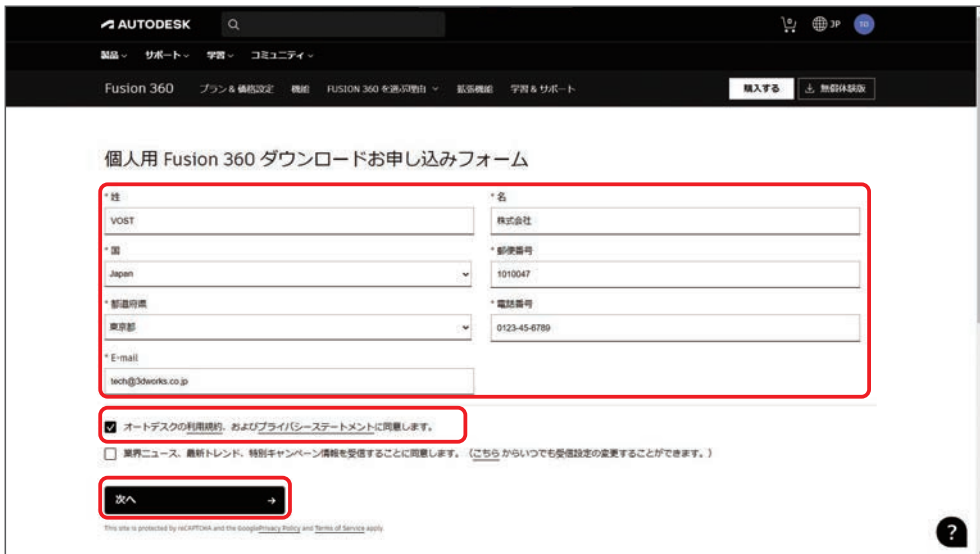 AUTODESK
0 JP TD
製品 サポート 学習 コミュニティ
Fusion 360 プラン & 価格設定 機能 FUSION 360 を選ぶ理由 拡張機能 学習 & サポート 購入する 無償体験版
個人用 Fusion 360 ダウンロードお申し込みフォーム
* 姓 * 名
VOST 株式会社
* 国 * 郵便番号
Japan 1010047
* 都道府県 * 電話番号
東京都 0123-45-6789
* E-mail
tech@3dworks.co.jp
オートデスクの利用規約、およびプライバシーステートメントに同意します。
業界ニュース、最新トレンド、特別キャンペーン情報を受信することに同意します。（こちら からいつでも受信設定の変更することができます。）
次へ →
This site is protected by reCAPTCHA and the GooglePrivacy Policy and Terms of Service apply.
?